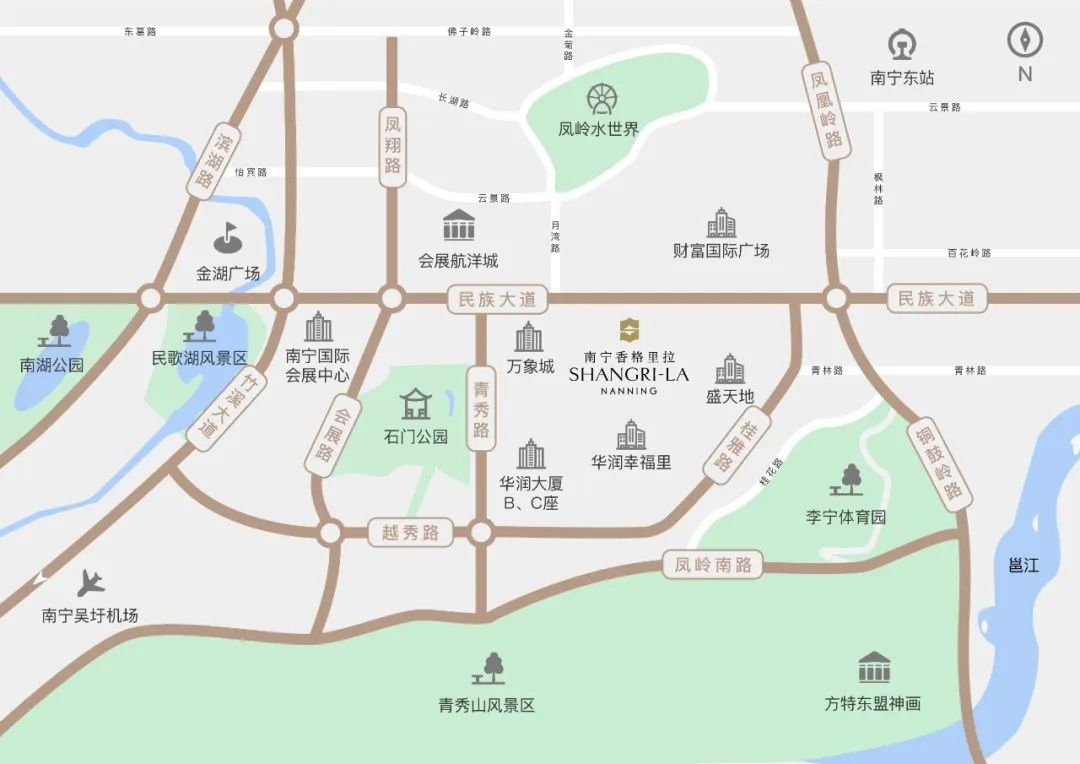 东葛路
佛子岭路
金菊路
N
南宁东站
长湖路
凤岭水世界
凤凰岭路
云景路
凤翔路
滨湖路
怡宾路
云景路
枫林路
月湾路
金湖广场
会展航洋城
财富国际广场
百花岭路
民族大道
民族大道
南湖公园
民歌湖风景区
南宁国际
会展中心
万象城
南宁香格里拉
SHANGRI-LA
NANNING
盛天地
青林路
青林路
竹溪大道
会展路
石门公园
青秀路
华润大厦
B、C座
华润幸福里
桂雅路
桂花路
铜鼓岭路
李宁体育园
越秀路
凤岭南路
邕江
南宁吴圩机场
青秀山风景区
方特东盟神画